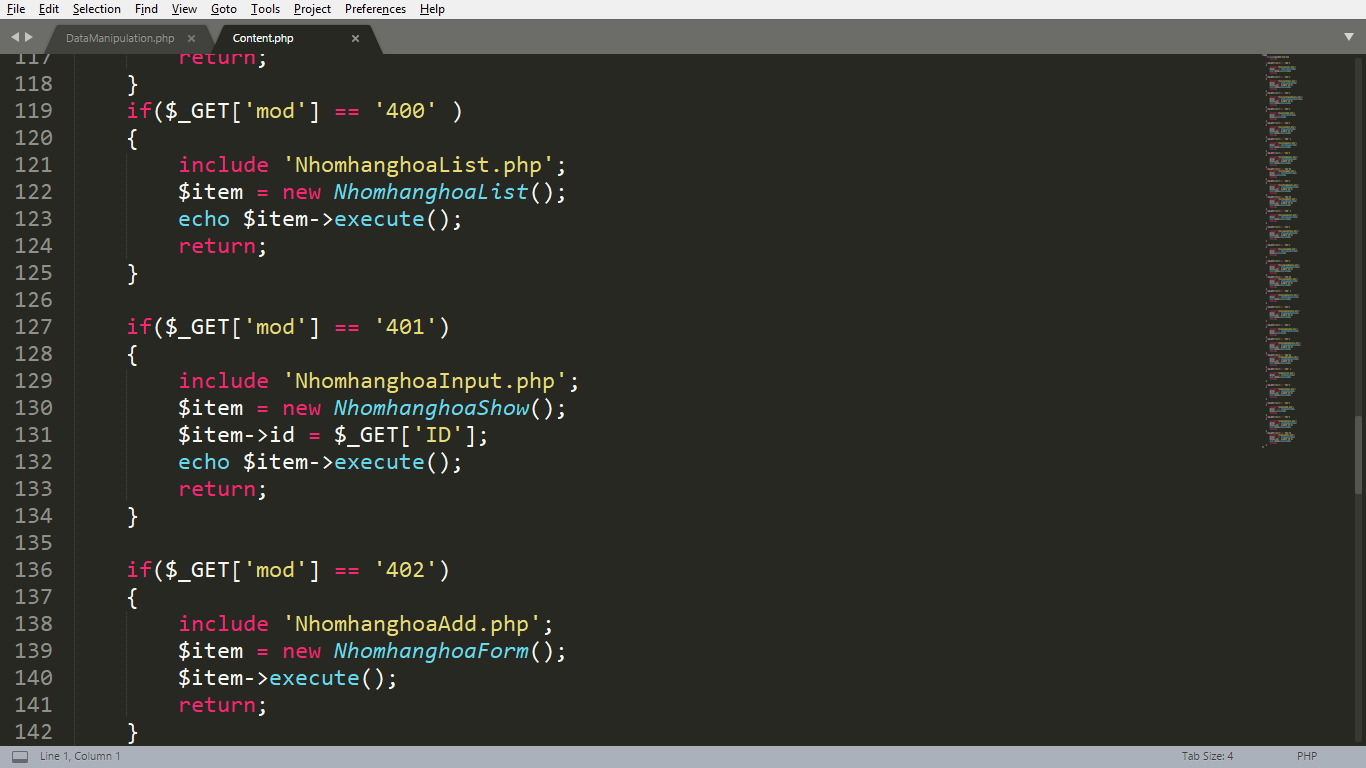 File Edit Selection Find View Goto Tools Project Preferences Help
DataManipulation.php × Content.php ×
117 return;
118 }
119 if($_GET['mod'] == '400' )
120 {
121 include 'NhomhanghoaList.php';
122 $item = new NhomhanghoaList();
123 echo $item->execute();
124 return;
125 }
126
127 if($_GET['mod'] == '401')
128 {
129 include 'NhomhanghoaInput.php';
130 $item = new NhomhanghoaShow();
131 $item->id = $_GET['ID'];
132 echo $item->execute();
133 return;
134 }
135
136 if($_GET['mod'] == '402')
137 {
138 include 'NhomhanghoaAdd.php';
139 $item = new NhomhanghoaForm();
140 $item->execute();
141 return;
142 }
Line 1, Column 1 Tab Size: 4 PHP